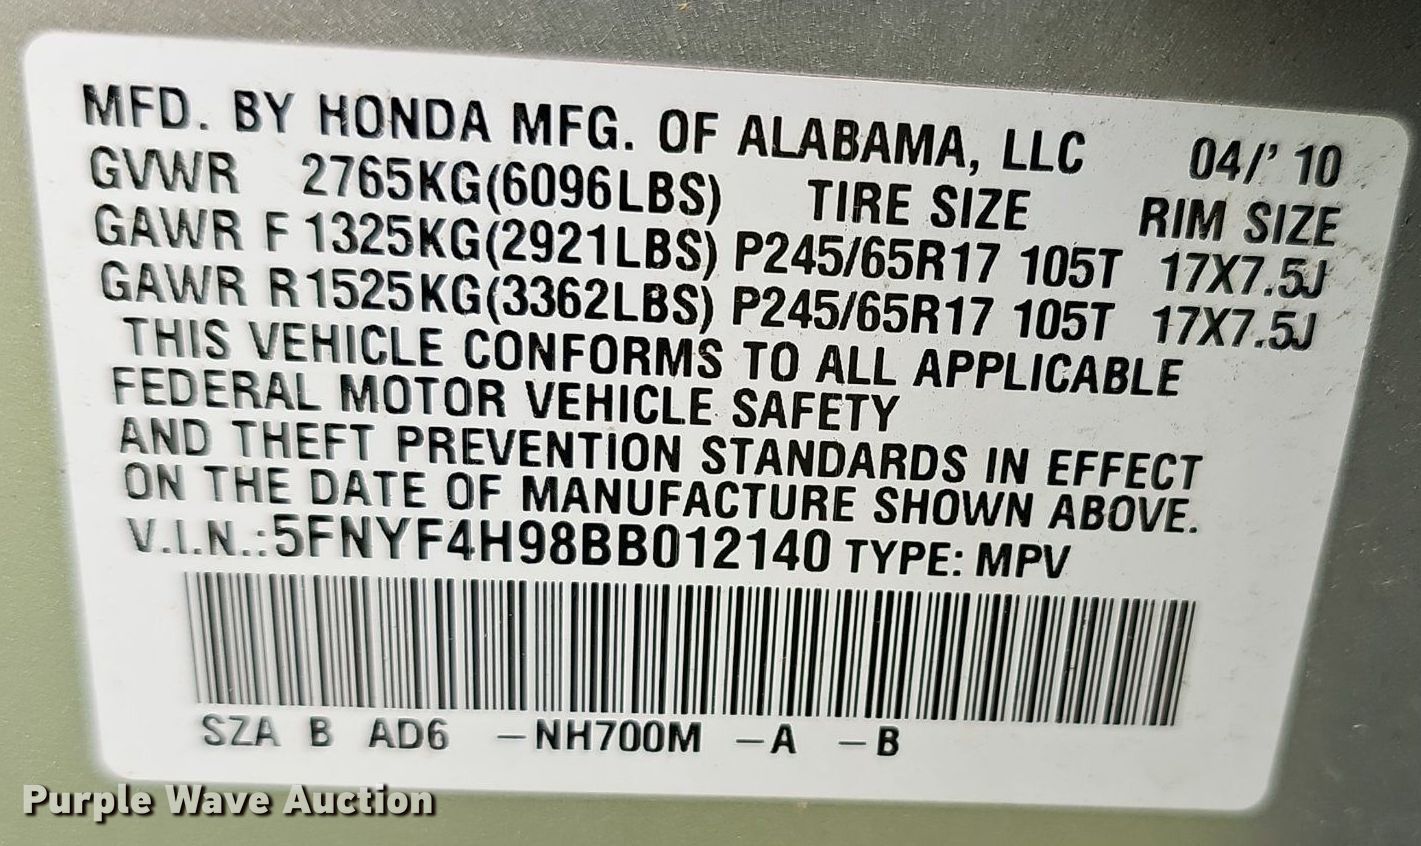 MFD. BY HONDA MFG. OF ALABAMA, LLC 04/' 10
GVWR 2765KG(6096LBS) TIRE SIZE RIM SIZE
GAWR F 1325KG(2921LBS) P245/65R17 105T 17X7.5J
GAWR R1525KG(3362LBS) P245/65R17 105T 17X7.5J
THIS VEHICLE CONFORMS TO ALL APPLICABLE
FEDERAL MOTOR VEHICLE SAFETY
AND THEFT PREVENTION STANDARDS IN EFFECT
ON THE DATE OF MANUFACTURE SHOWN ABOVE.
V.I.N.:5FNYF4H98BB012140 TYPE: MPV
SZA B AD6 –NH700M –A –B
Purple Wave Auction